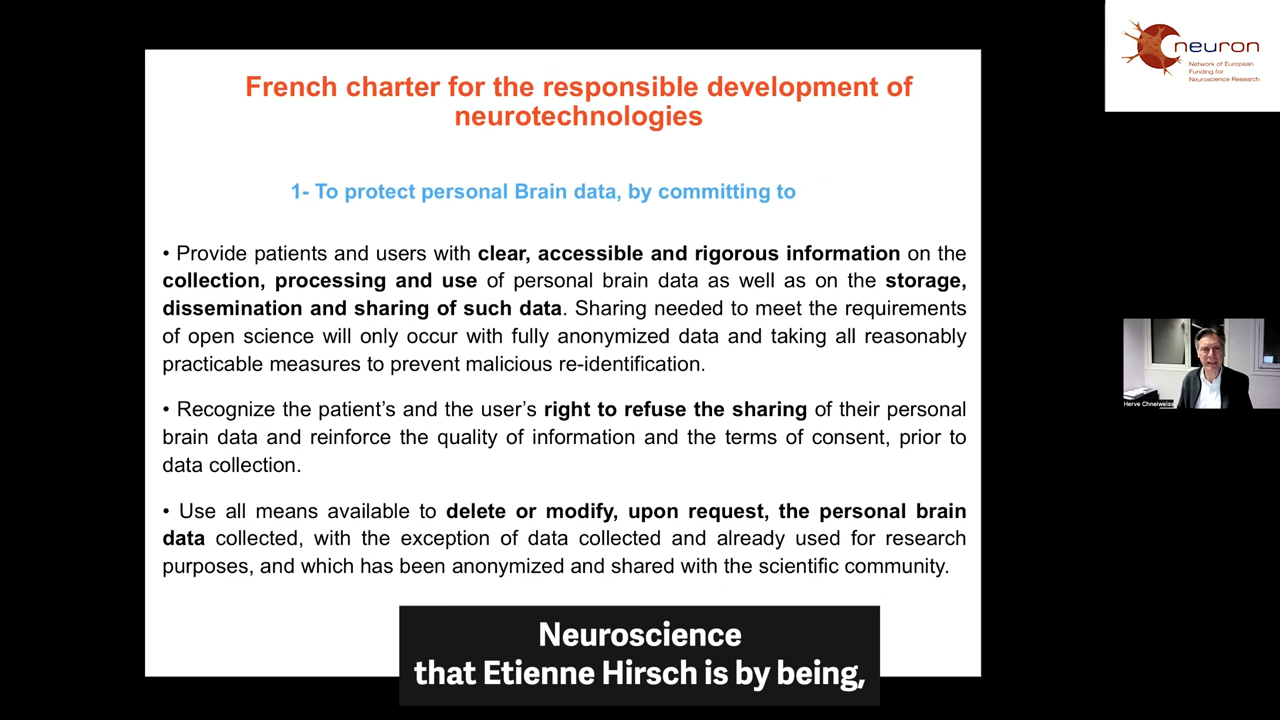 French charter for the responsible development of
neurotechnologies
1- To protect personal Brain data, by committing to
• Provide patients and users with clear, accessible and rigorous information on the
collection, processing and use of personal brain data as well as on the storage,
dissemination and sharing of such data. Sharing needed to meet the requirements
of open science will only occur with fully anonymized data and taking all reasonably
practicable measures to prevent malicious re-identification.
• Recognize the patient's and the user's right to refuse the sharing of their personal
brain data and reinforce the quality of information and the terms of consent, prior to
data collection.
• Use all means available to delete or modify, upon request, the personal brain
data collected, with the exception of data collected and already used for research
purposes, and which has been anonymized and shared with the scientific community.
neuron
Network of European
Funding for
Neuroscience Research
Herve Chneiweiss
Neuroscience
that Etienne Hirsch is by being,